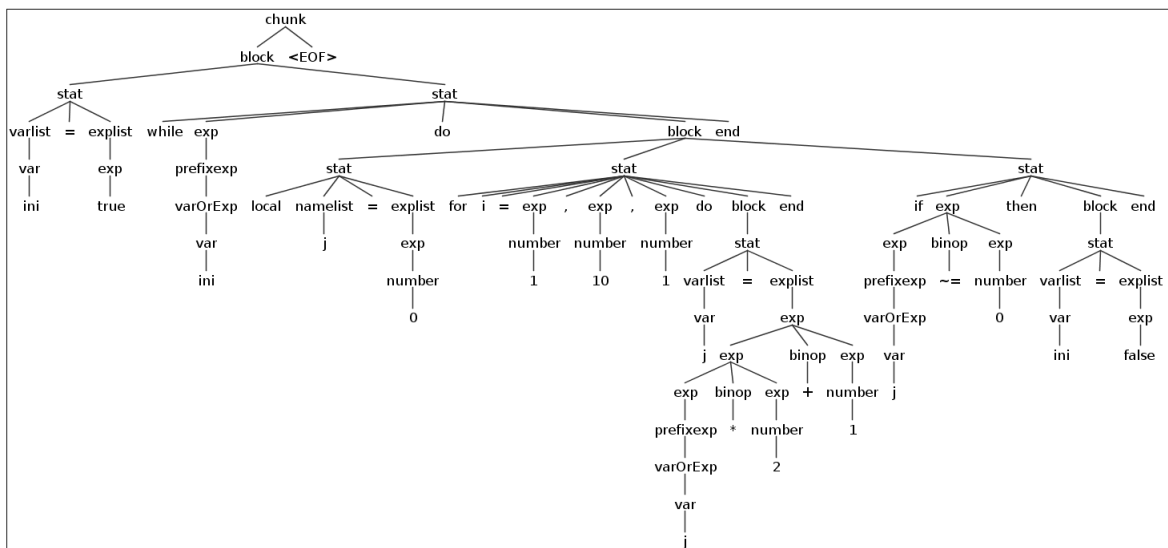 chunk
block <EOF>
stat stat
varlist = explist while exp do block end
var exp prefixexp stat stat stat
ini true varOrExp local namelist = explist for i = exp , exp , exp do block end if exp then block end
var j exp number number number stat exp binop exp stat
ini number 1 10 1 varlist = explist prefixexp ~= number varlist = explist
0 var exp varOrExp 0 var exp
j exp binop exp var ini false
exp binop exp + number j
prefixexp * number 1
varOrExp 2
var
j